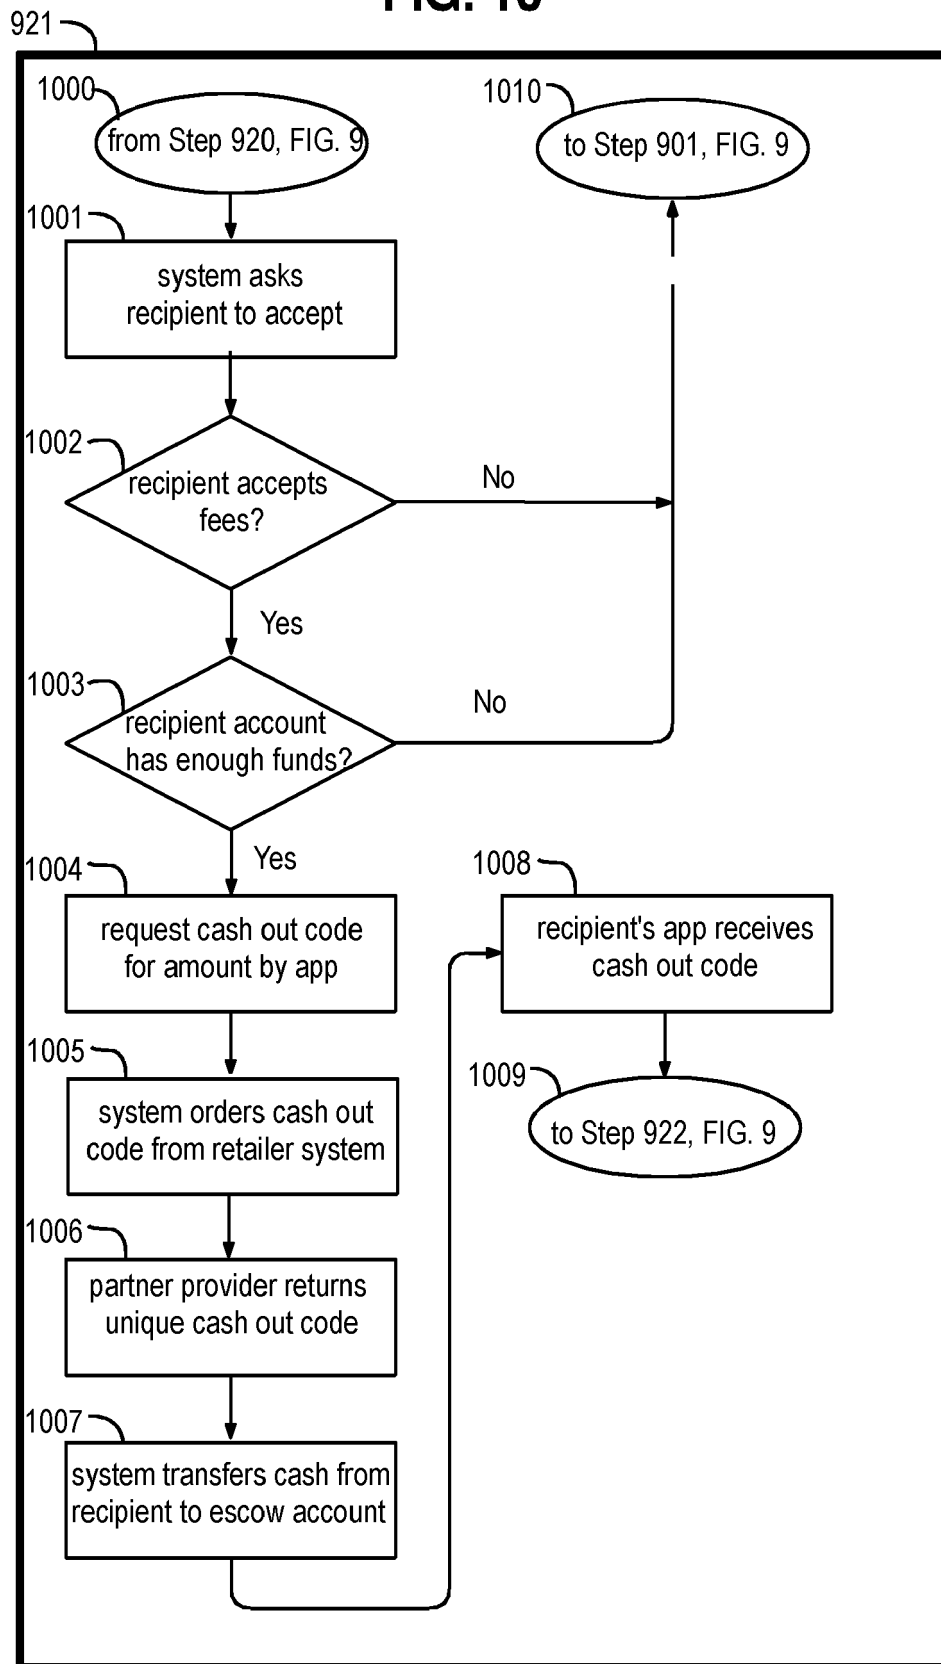 FIG. 10
921
1000
from Step 920, FIG. 9
1010
to Step 901, FIG. 9
1001
system asks
recipient to accept
1002
recipient accepts
fees?
No
Yes
1003
recipient account
has enough funds?
No
Yes
1004
request cash out code
for amount by app
1008
recipient's app receives
cash out code
1005
system orders cash out
code from retailer system
1009
to Step 922, FIG. 9
1006
partner provider returns
unique cash out code
1007
system transfers cash from
recipient to escow account